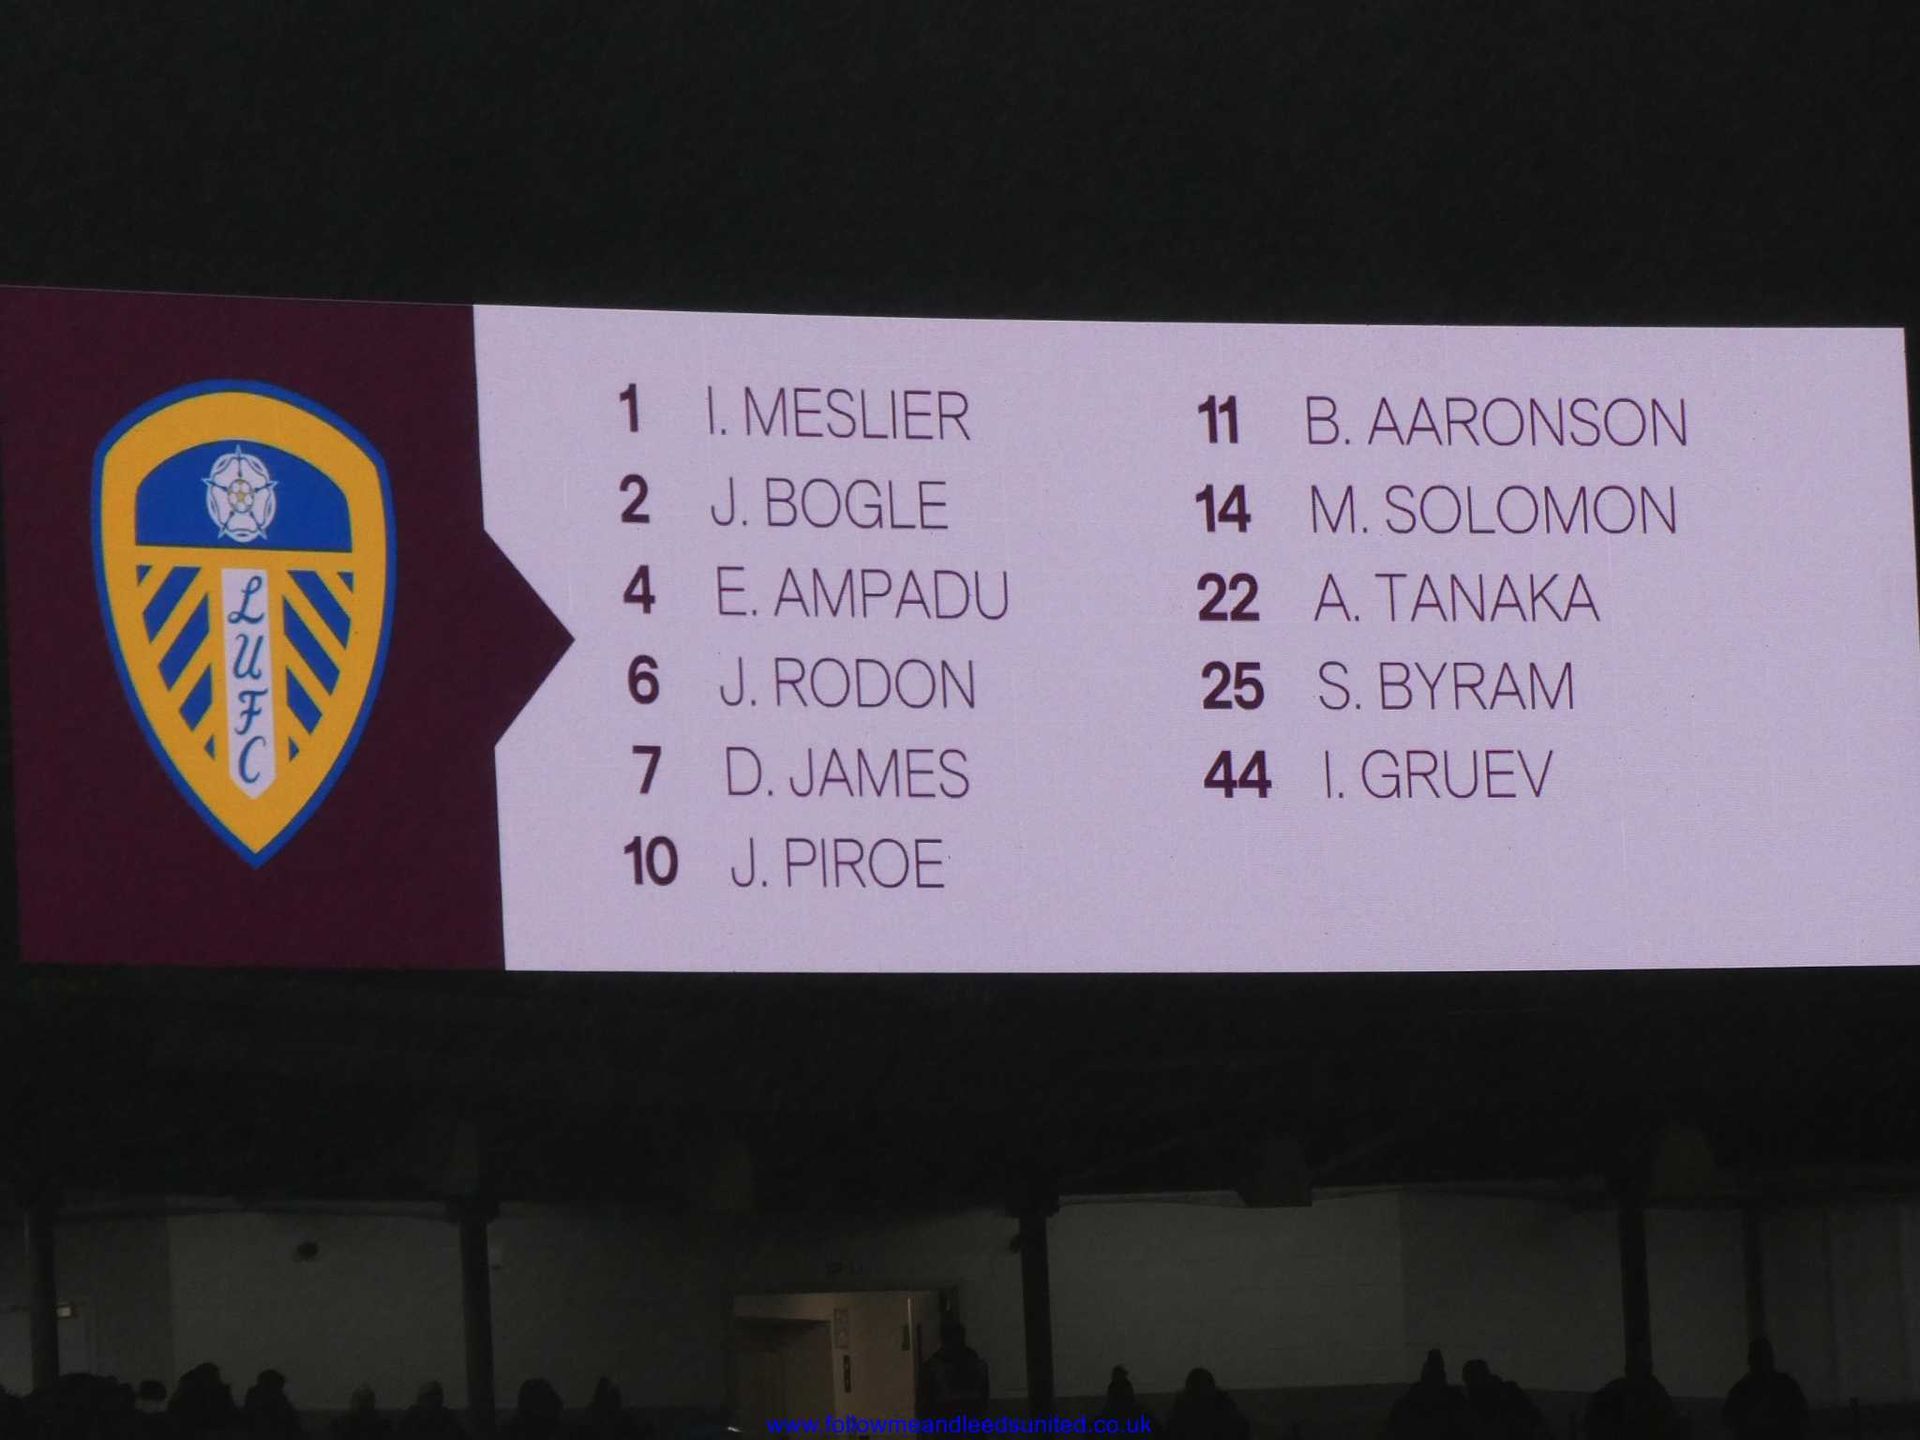 L
U
F
C
1 I. MESLIER
2 J. BOGLE
4 E. AMPADU
6 J. RODON
7 D. JAMES
10 J. PIROE
11 B. AARONSON
14 M. SOLOMON
22 A. TANAKA
25 S. BYRAM
44 I. GRUEV
www.followmeandleedsunited.co.uk